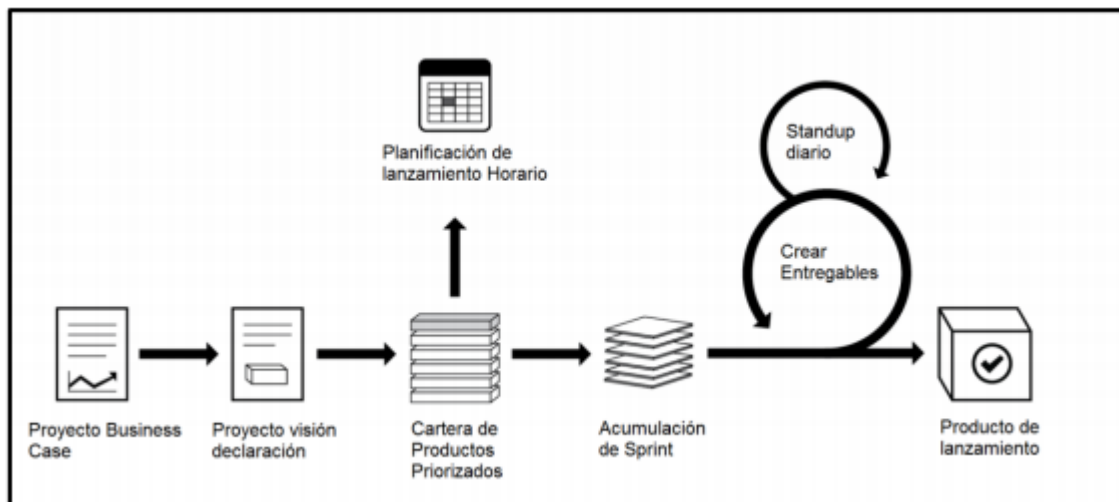 Planificación de
lanzamiento Horario
Standup
diario
Crear
Entregables
Proyecto Business
Case
Proyecto visión
declaración
Cartera de
Productos
Priorizados
Acumulación
de Sprint
Producto de
lanzamiento